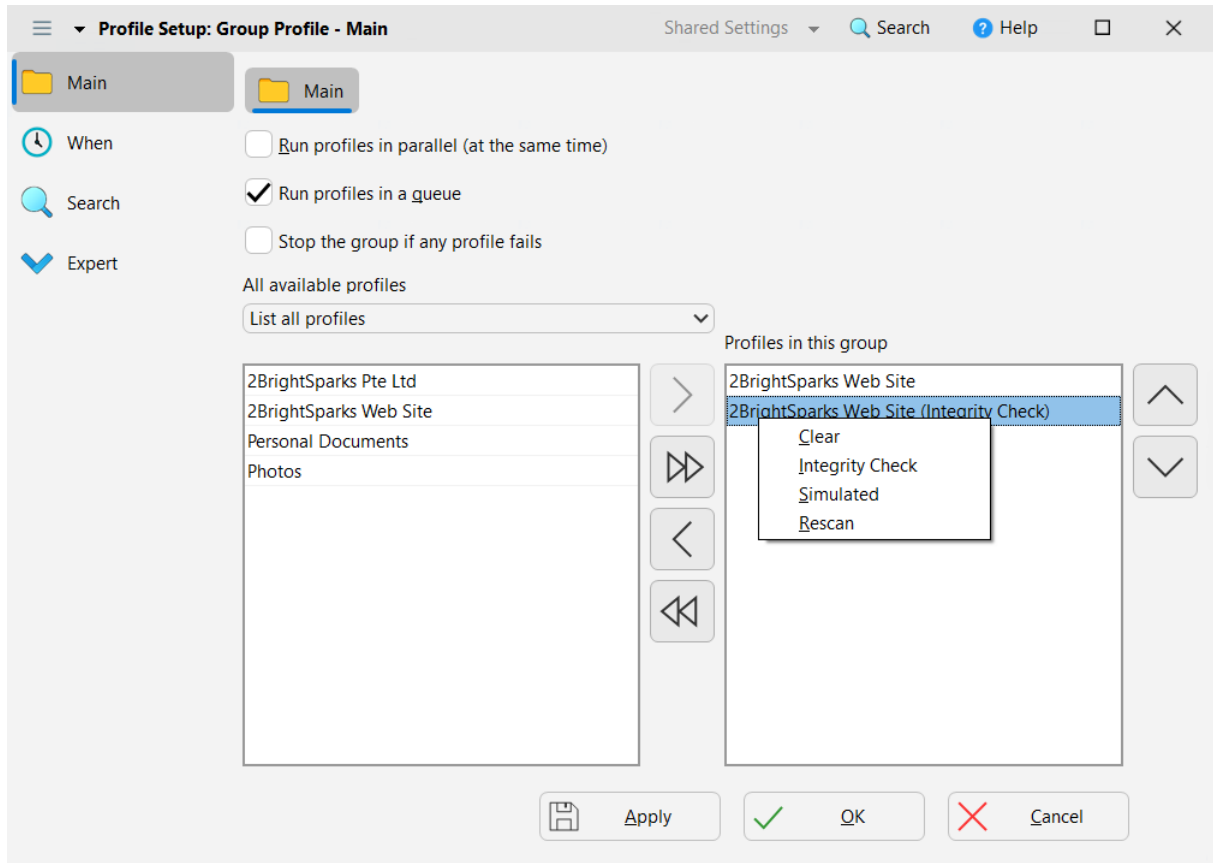 Profile Setup: Group Profile - Main
Shared Settings
Search
? Help
Main
When
Search
Expert
Main
Run profiles in parallel (at the same time)
Run profiles in a queue
Stop the group if any profile fails
All available profiles
List all profiles
2BrightSparks Pte Ltd
2BrightSparks Web Site
Personal Documents
Photos
Profiles in this group
2BrightSparks Web Site
2BrightSparks Web Site (Integrity Check)
Clear
Integrity Check
Simulated
Rescan
Apply
OK
Cancel